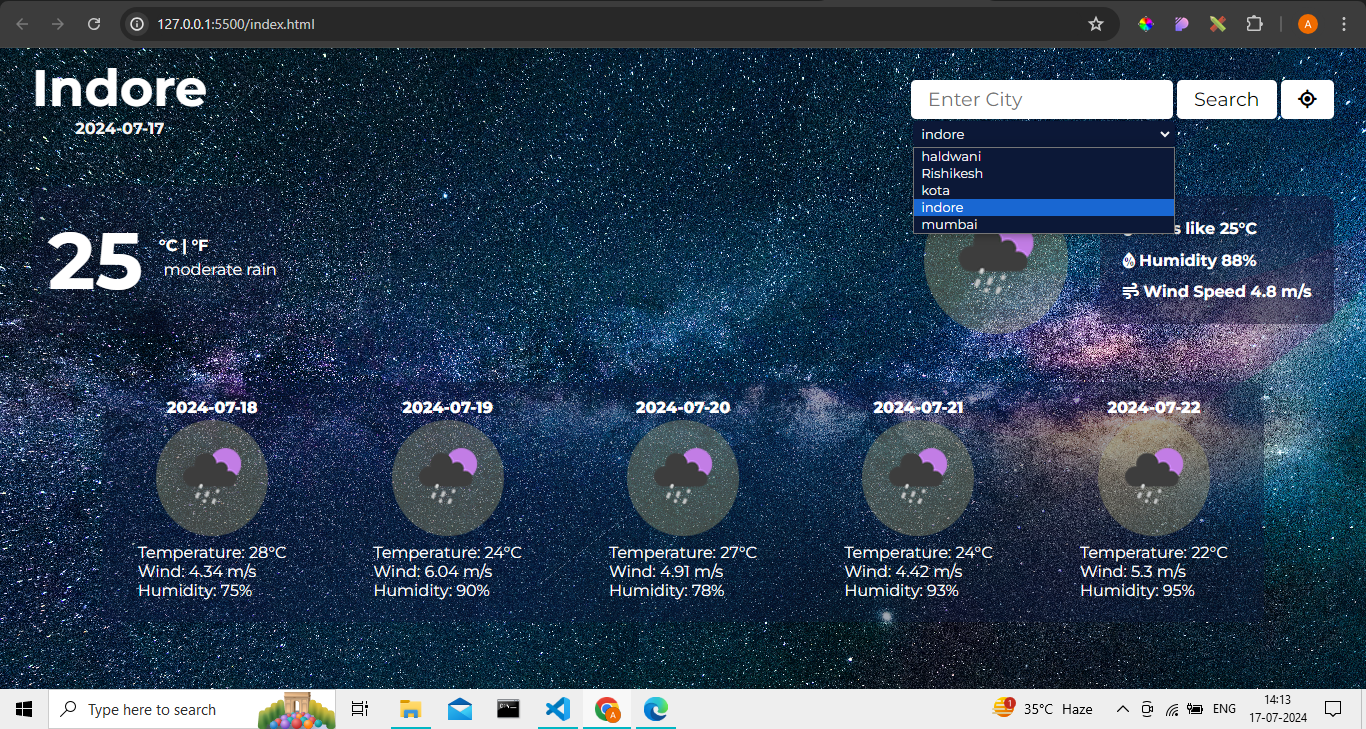 127.0.0.1:5500/index.html
A
Indore
2024-07-17
Enter City
Search
indore
haldwani
Rishikesh
kota
indore
mumbai
25
°C | °F
moderate rain
like 25°C
Humidity 88%
Wind Speed 4.8 m/s
2024-07-18
2024-07-19
2024-07-20
2024-07-21
2024-07-22
Temperature: 28°C
Wind: 4.34 m/s
Humidity: 75%
Temperature: 24°C
Wind: 6.04 m/s
Humidity: 90%
Temperature: 27°C
Wind: 4.91 m/s
Humidity: 78%
Temperature: 24°C
Wind: 4.42 m/s
Humidity: 93%
Temperature: 22°C
Wind: 5.3 m/s
Humidity: 95%
Type here to search
A
1
35°C Haze
ENG
14:13
17-07-2024